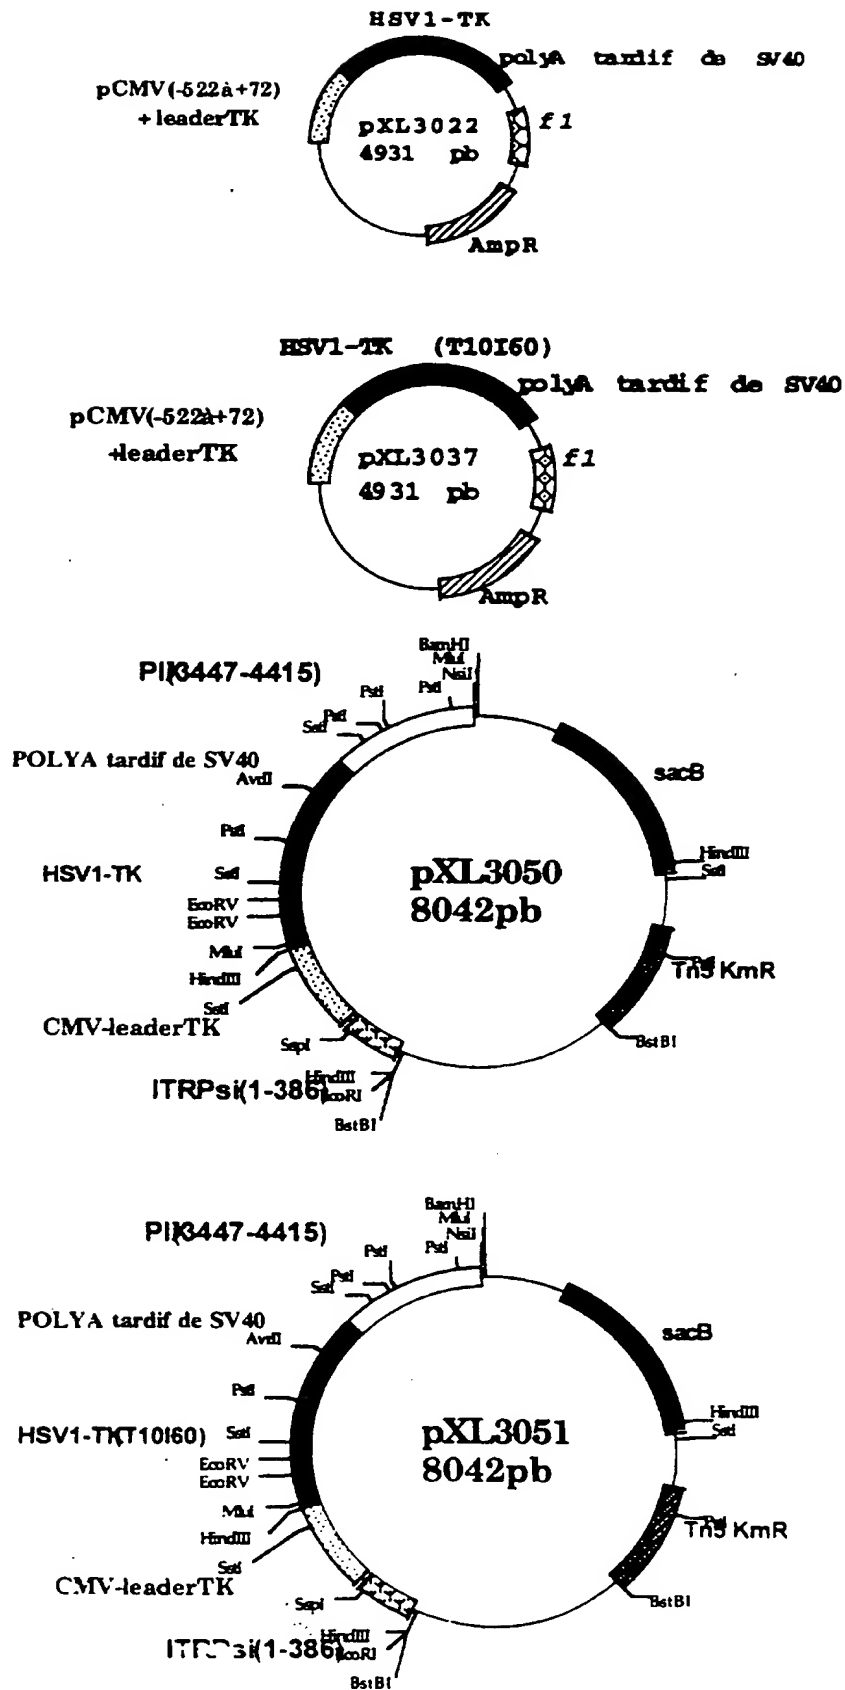 HSV1-TK
polyA tardif de SV40
pCMV(-522à+72)
+leaderTK
pXL3022
4931 pb
f1
AmpR
HSV1-TK (T10I60)
polyA tardif de SV40
pCMV(-522à+72)
+leaderTK
pXL3037
4931 pb
f1
AmpR
BamHI
MluI
NsiI
PIX(3447-4415)
PstI
PstI
PstI
SstI
POLYA tardif de SV40
AvrII
sacB
PstI
HindIII
SstI
HSV1-TK
SstI
pXL3050
8042pb
EcoRV
EcoRV
MluI
HindIII
SstI
Tn5 KmR
CMV-leaderTK
SspI
BstBI
ITRPsi(1-386)
HindIII
EcoRI
BstBI
BamHI
MluI
NsiI
PIX(3447-4415)
PstI
PstI
PstI
SstI
POLYA tardif de SV40
AvrII
sacB
PstI
HindIII
SstI
HSV1-TK(T10I60)
SstI
pXL3051
8042pb
EcoRV
EcoRV
MluI
HindIII
SstI
Tn5 KmR
CMV-leaderTK
SspI
BstBI
ITRPsi(1-386)
HindIII
EcoRI
BstBI